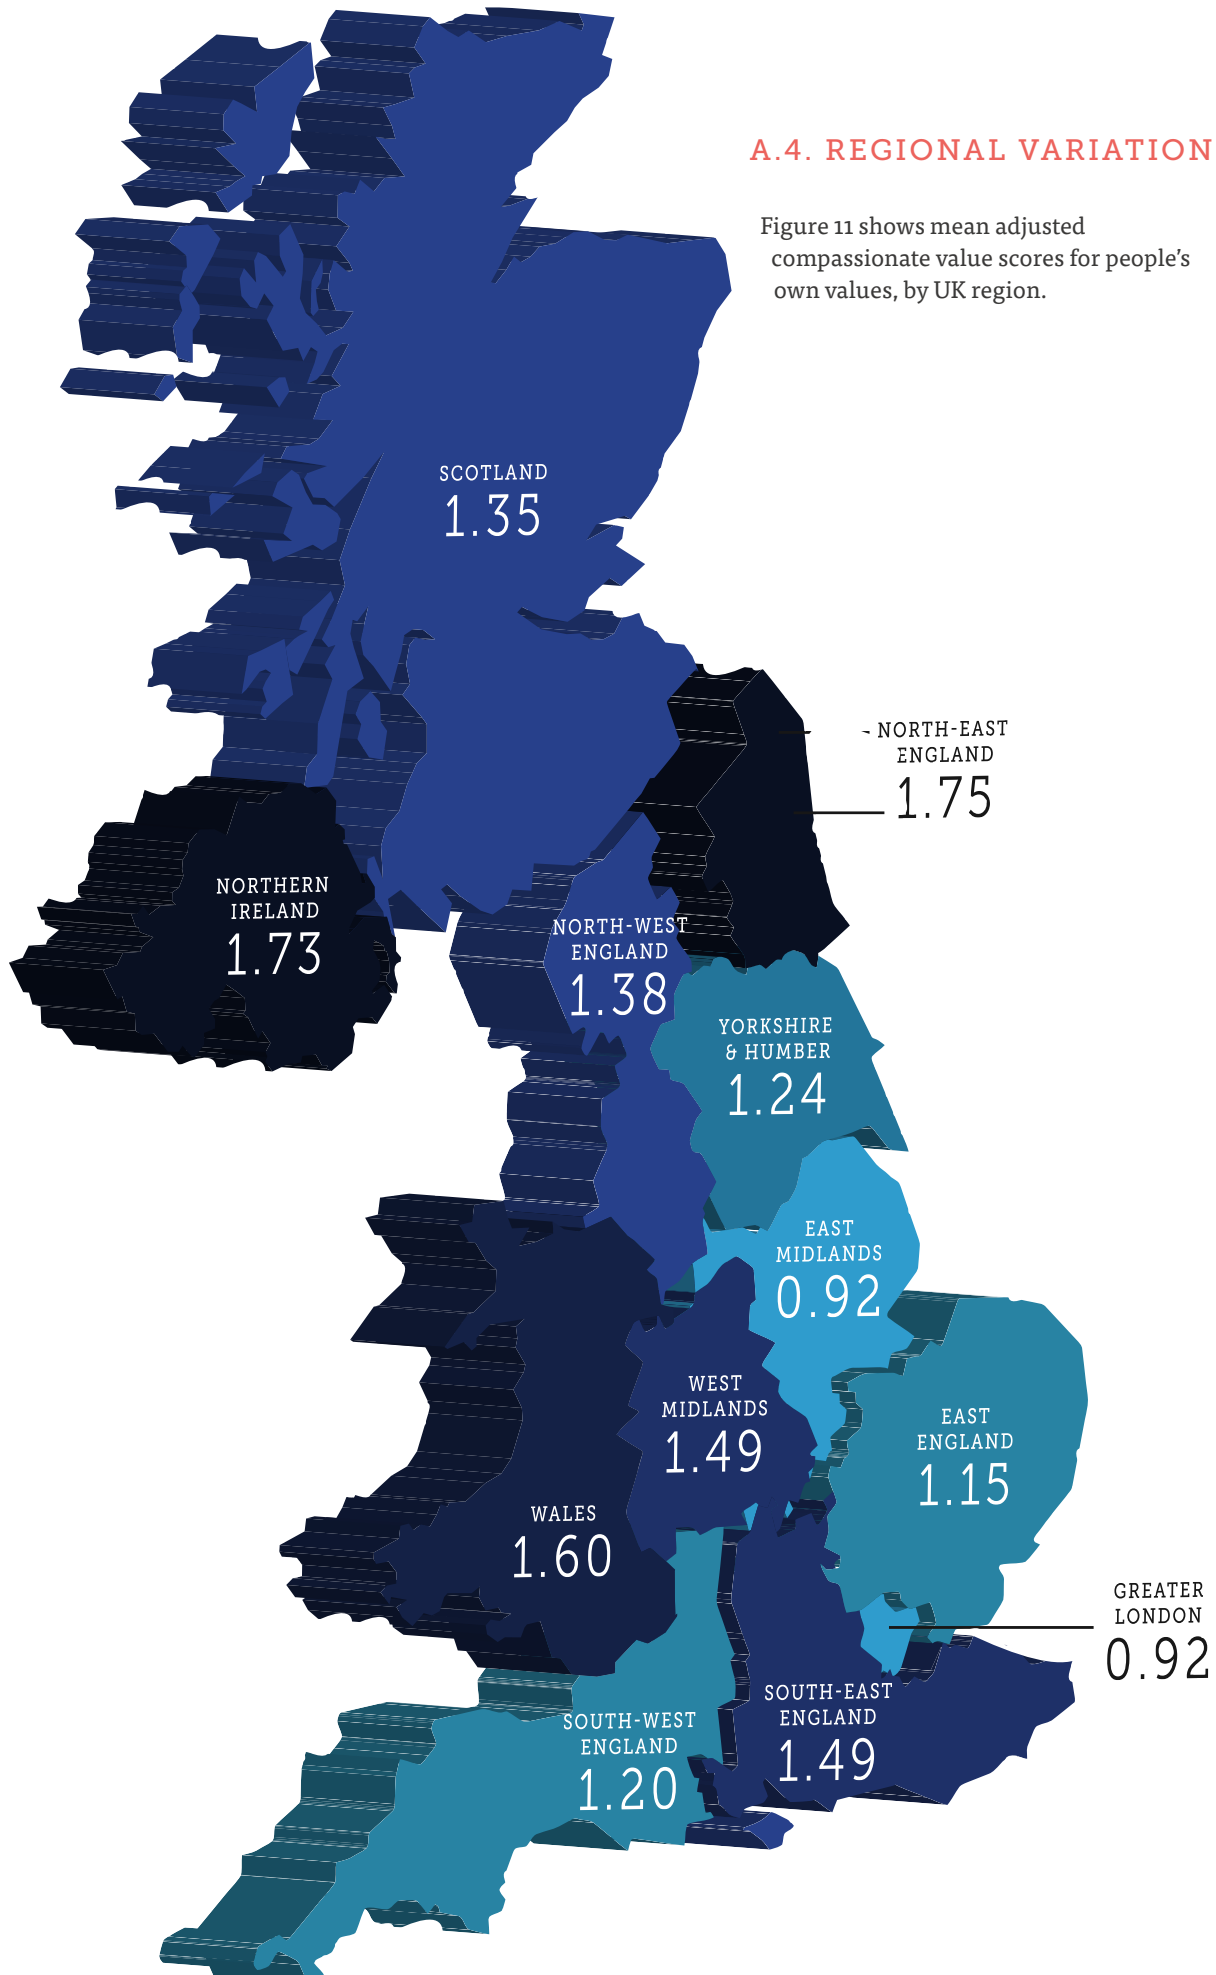 A.4. REGIONAL VARIATION
Figure 11 shows mean adjusted
compassionate value scores for people's
own values, by UK region.
SCOTLAND
1.35
NORTH-EAST
ENGLAND
1.75
NORTHERN
IRELAND
1.73
NORTH-WEST
ENGLAND
1.38
YORKSHIRE
& HUMBER
1.24
EAST
MIDLANDS
0.92
WEST
MIDLANDS
1.49
EAST
ENGLAND
1.15
WALES
1.60
GREATER
LONDON
0.92
SOUTH-EAST
ENGLAND
1.49
SOUTH-WEST
ENGLAND
1.20